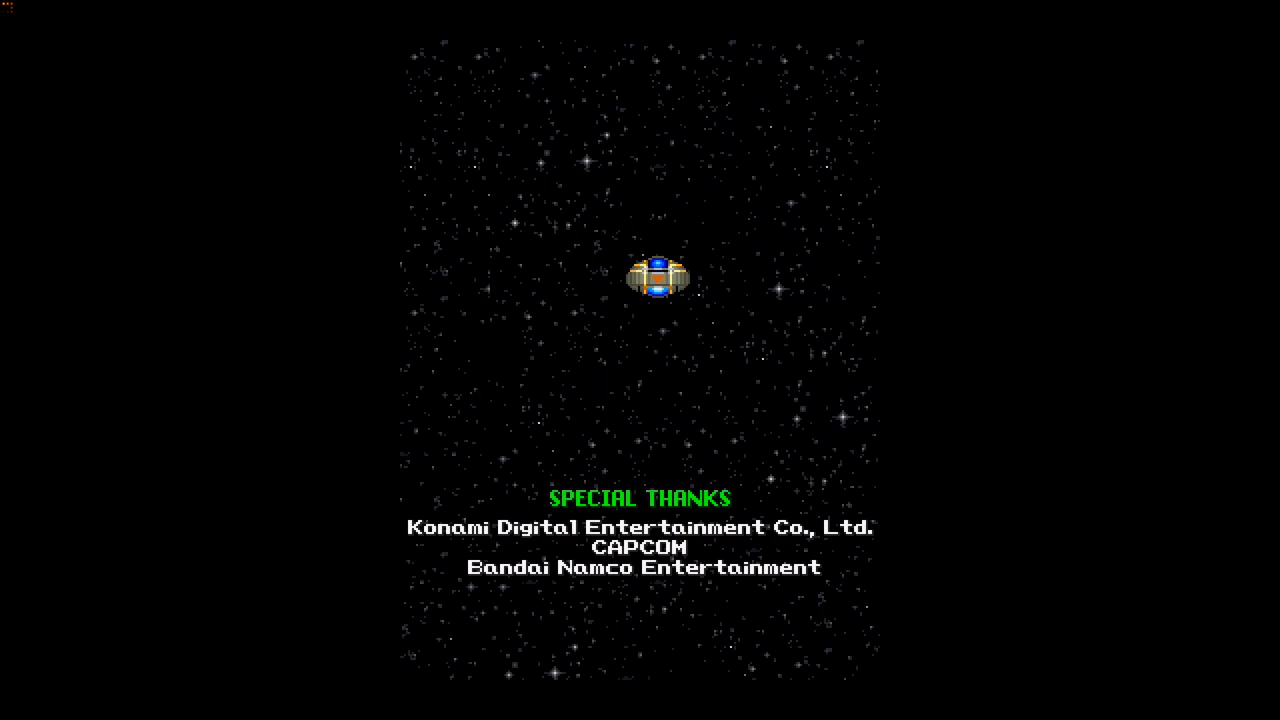 SPECIAL THANKS
Konami Digital Entertainment Co., Ltd.
CAPCOM
Bandai Namco Entertainment